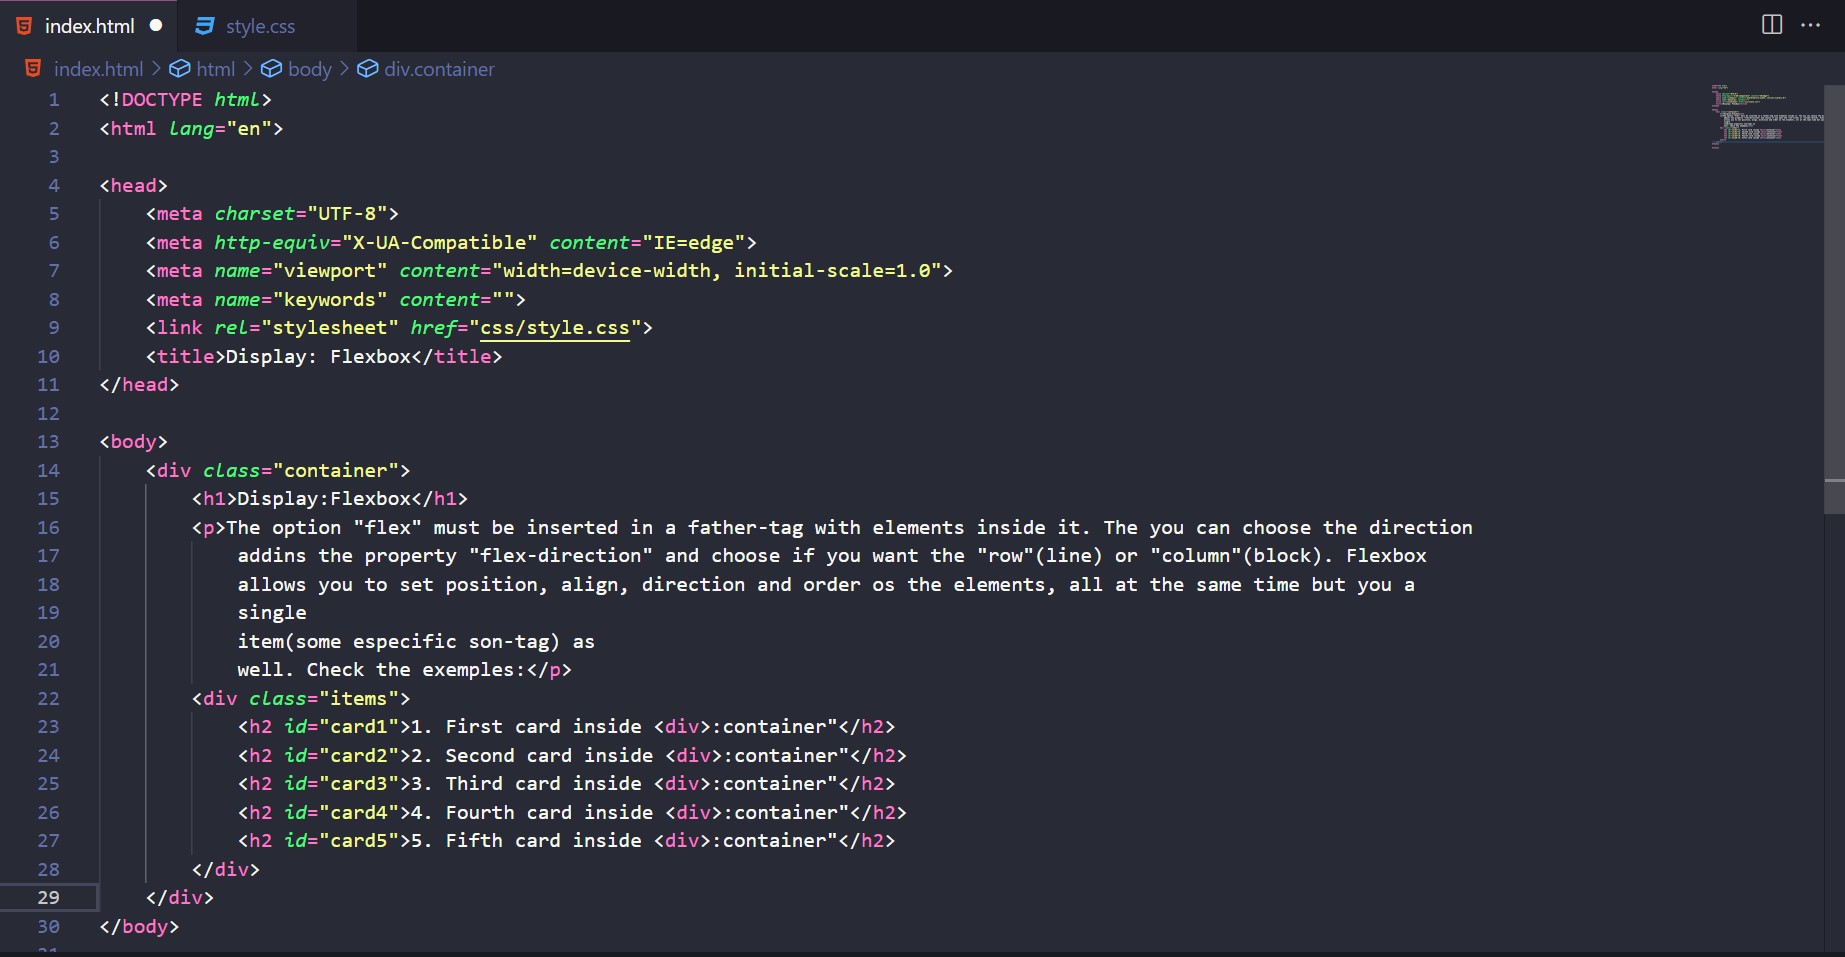 index.html ● style.css
index.html > html > body > div.container
1 <!DOCTYPE html>
2 <html lang="en">
3
4 <head>
5 <meta charset="UTF-8">
6 <meta http-equiv="X-UA-Compatible" content="IE=edge">
7 <meta name="viewport" content="width=device-width, initial-scale=1.0">
8 <meta name="keywords" content="">
9 <link rel="stylesheet" href="css/style.css">
10 <title>Display: Flexbox</title>
11 </head>
12
13 <body>
14 <div class="container">
15 <h1>Display:Flexbox</h1>
16 <p>The option "flex" must be inserted in a father-tag with elements inside it. The you can choose the direction
17 addins the property "flex-direction" and choose if you want the "row"(line) or "column"(block). Flexbox
18 allows you to set position, align, direction and order os the elements, all at the same time but you a
19 single
20 item(some especific son-tag) as
21 well. Check the exemples:</p>
22 <div class="items">
23 <h2 id="card1">1. First card inside <div>:container"</h2>
24 <h2 id="card2">2. Second card inside <div>:container"</h2>
25 <h2 id="card3">3. Third card inside <div>:container"</h2>
26 <h2 id="card4">4. Fourth card inside <div>:container"</h2>
27 <h2 id="card5">5. Fifth card inside <div>:container"</h2>
28 </div>
29 </div>
30 </body>